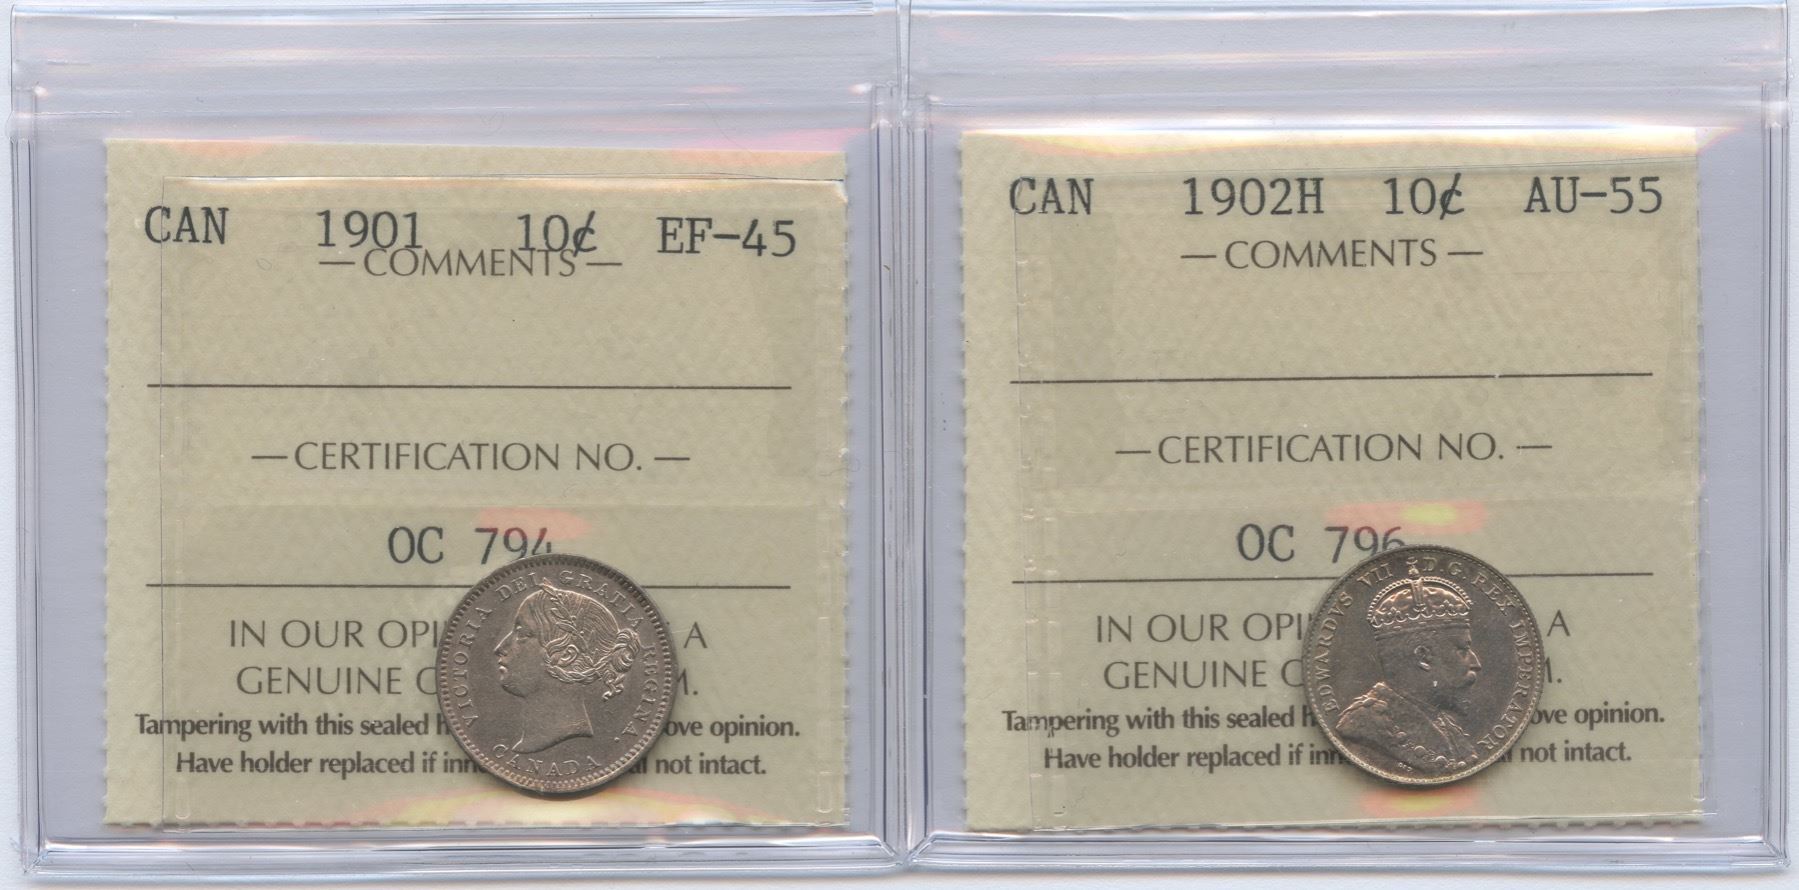 CAN 1901 10¢ EF-45
— COMMENTS —
— CERTIFICATION NO. —
OC 794
IN OUR OPI A
GENUINE C M.
Tampering with this sealed h ove opinion.
Have holder replaced if inn al not intact.
VICTORIA DEI GRATIA REGINA.
CANADA
CAN 1902H 10¢ AU-55
— COMMENTS —
— CERTIFICATION NO. —
OC 796
IN OUR OPI A
GENUINE C M.
Tampering with this sealed h ove opinion.
Have holder replaced if inn l not intact.
EDWARDVS VII D.G. REX IMPERATOR